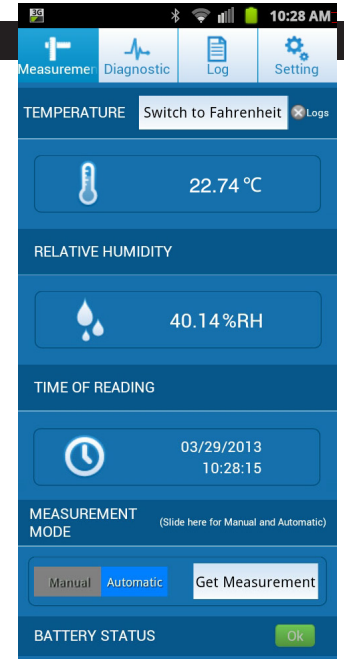 3G 10:28 AM
Measuremen Diagnostic Log Setting
TEMPERATURE Switch to Fahrenheit Logs
22.74 °C
RELATIVE HUMIDITY
40.14%RH
TIME OF READING
03/29/2013
10:28:15
MEASUREMENT
MODE (Slide here for Manual and Automatic)
Manual Automatic Get Measurement
BATTERY STATUS Ok